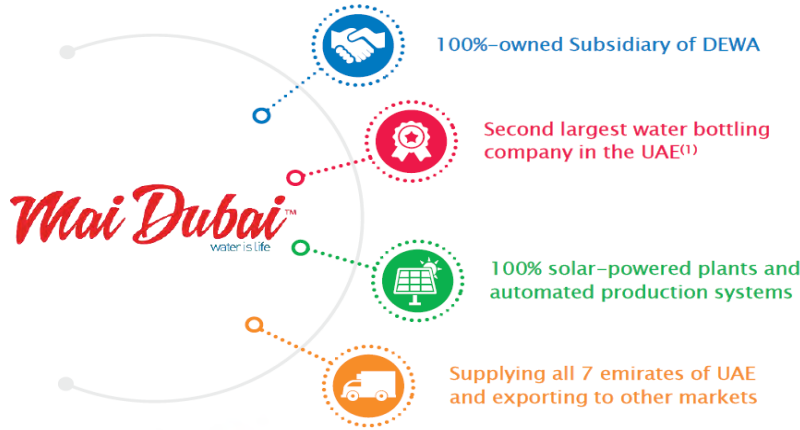 100%-owned Subsidiary of DEWA
Second largest water bottling
company in the UAE(1)
Mai Dubai™
water is life
100% solar-powered plants and
automated production systems
Supplying all 7 emirates of UAE
and exporting to other markets